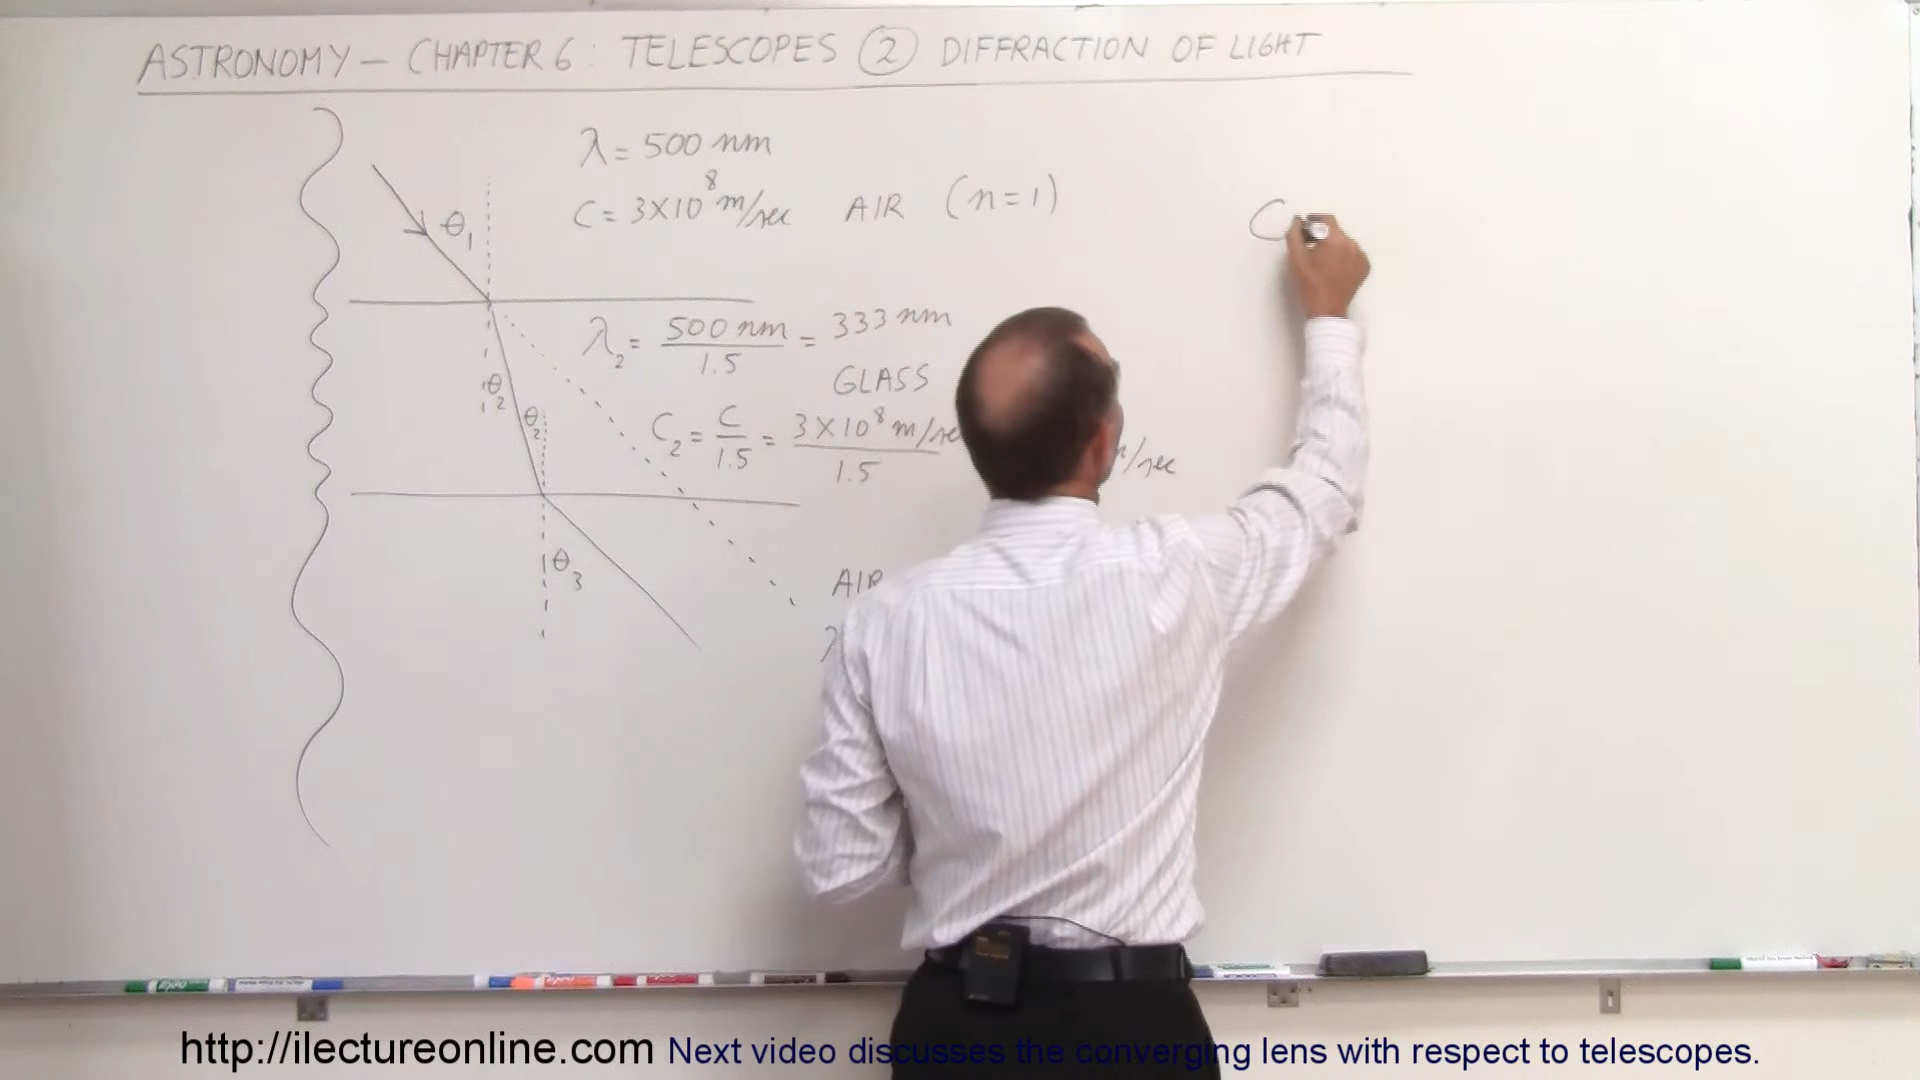 ASTRONOMY – CHAPTER 6 : TELESCOPES ② DIFFRACTION OF LIGHT
λ = 500 nm
C = 3×10⁸ m/sec AIR (n = 1)
C
θ₁
λ₂ = 500 nm / 1.5 = 333 nm
GLASS
θ₂
θ₂
C₂ = C / 1.5 = 3 × 10⁸ m/se / 1.5
/sec
θ₃
AIR
λ
http://ilectureonline.com Next video discusses the converging lens with respect to telescopes.